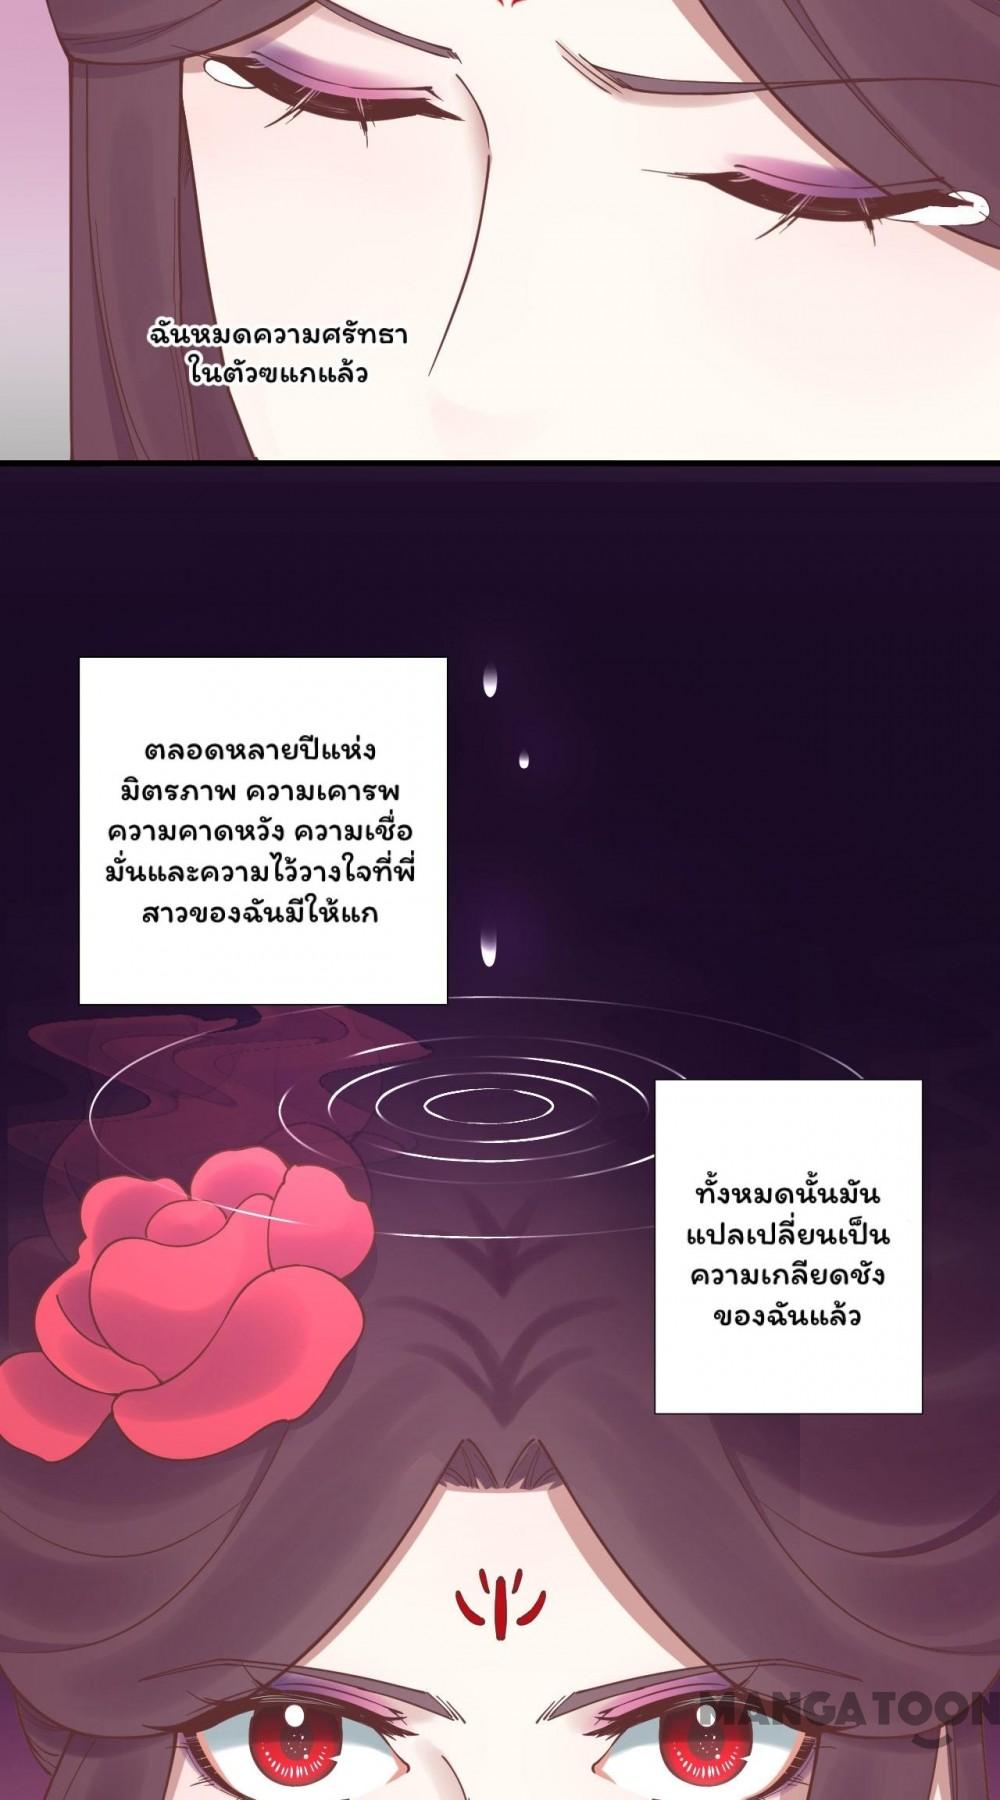 ฉันหมดความศรัทธา
ในตัวฃแกแล้ว
ตลอดหลายปีแห่ง
มิตรภาพ ความเคารพ
ความคาดหวัง ความเชื่อ
มั่นและความไว้วางใจที่พี่
สาวของฉันมีให้แก
ทั้งหมดนั้นมัน
แปลเปลี่ยนเป็น
ความเกลียดชัง
ของฉันแล้ว
MANGATOON